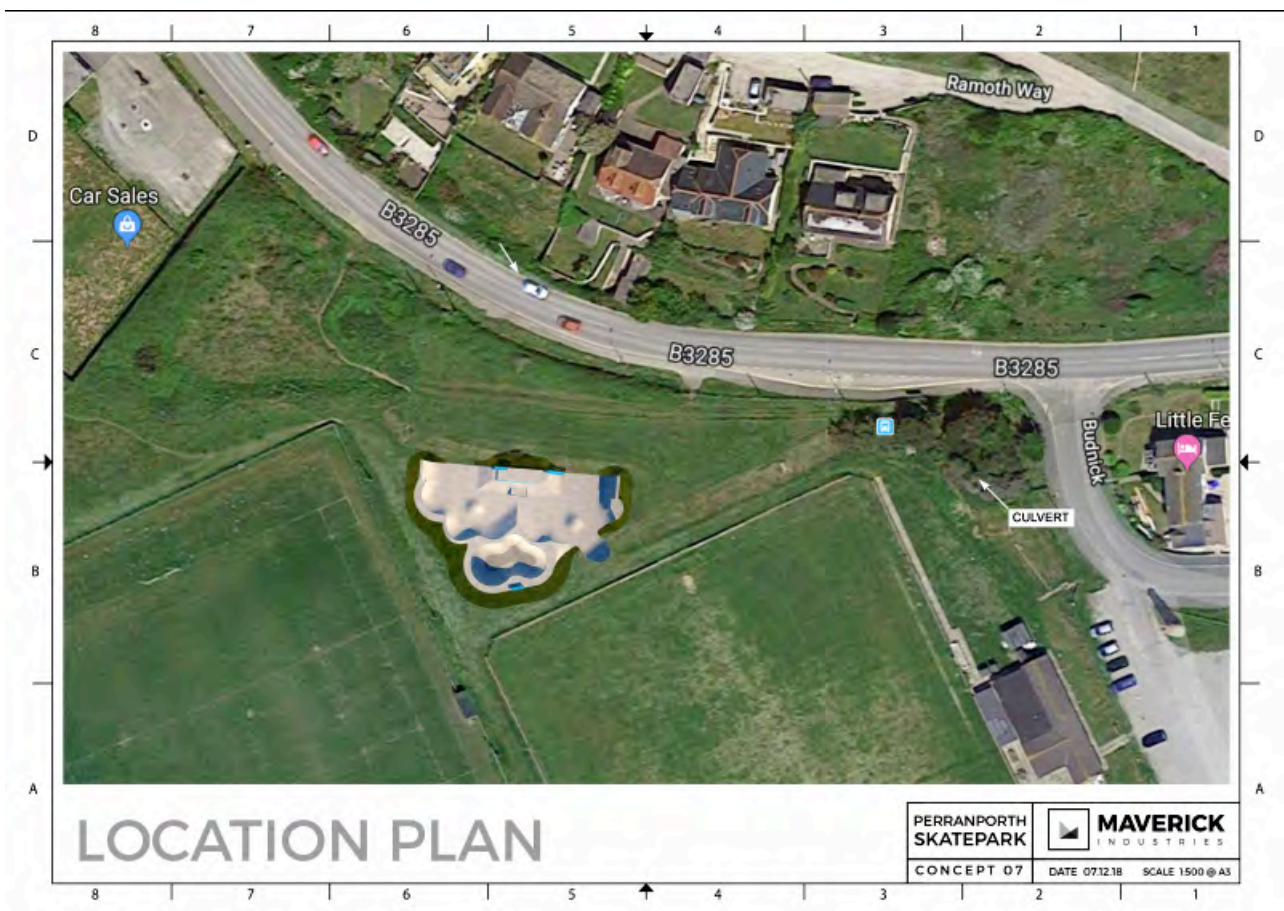 8 7 6 5 4 3 2 1
Ramoth Way
D D
Car Sales
B3285
C B3285 C
B3285
Little Fe
Budnick
CULVERT
B B
A A
LOCATION PLAN
PERRANPORTH
SKATEPARK
MAVERICK
INDUSTRIES
CONCEPT 07
DATE 07.12.18 SCALE 1:500 @ A3
8 7 6 5 4 3 2 1